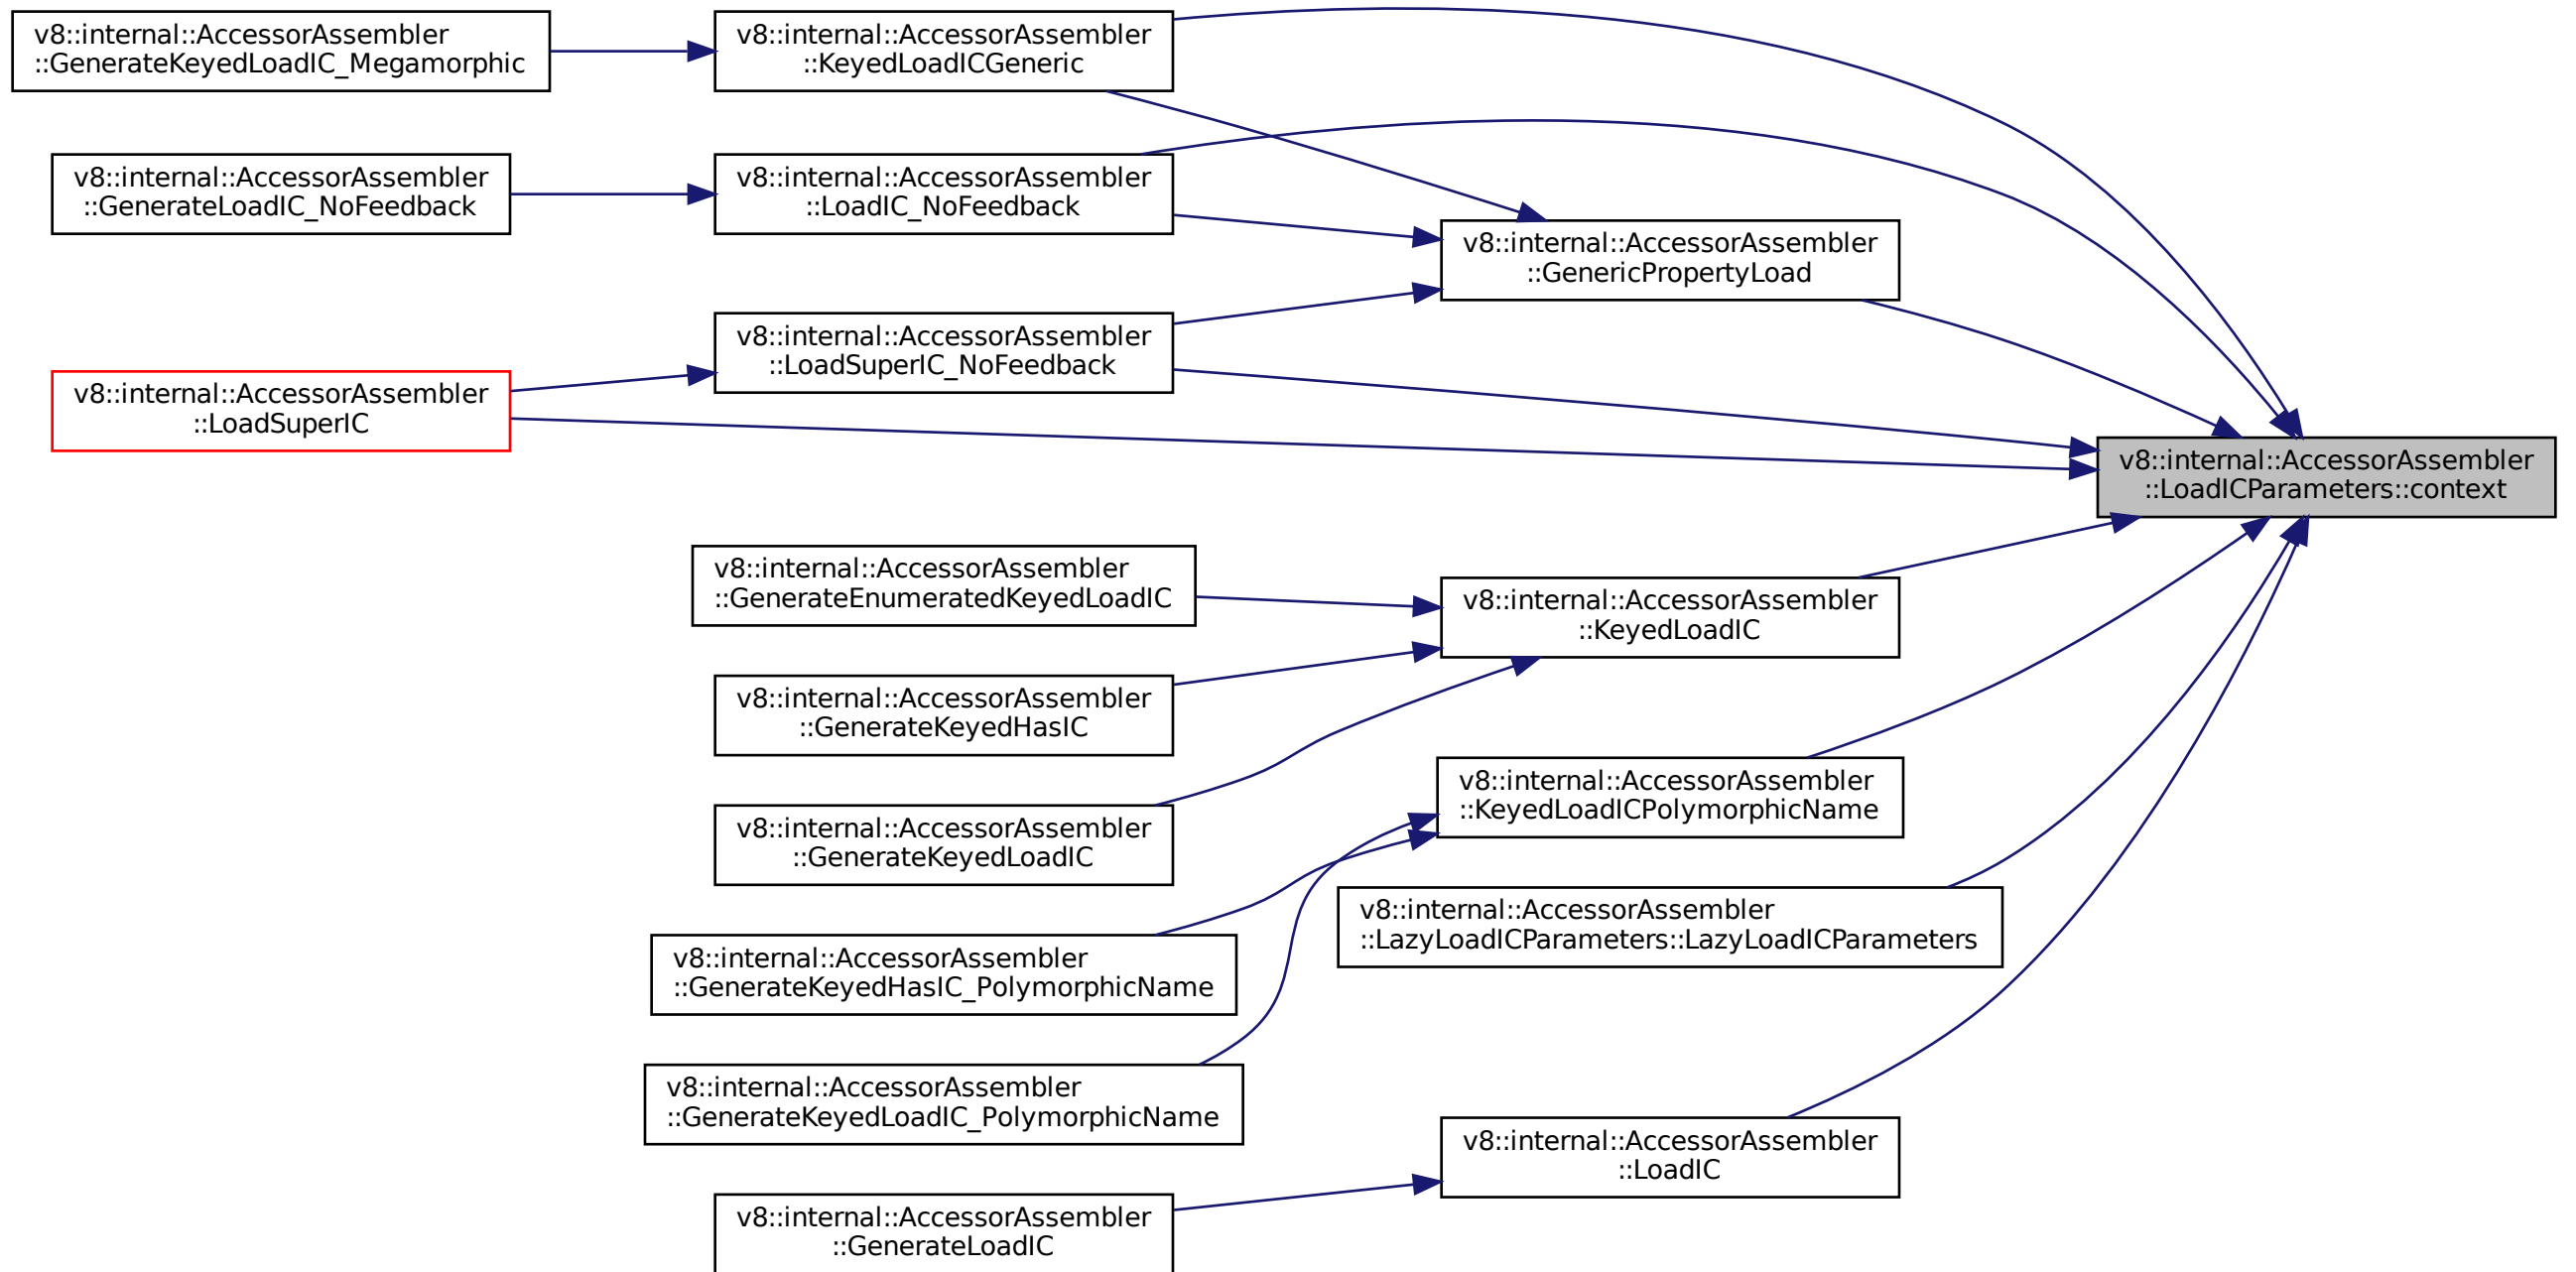 v8::internal::AccessorAssembler
::GenerateKeyedLoadIC_Megamorphic
v8::internal::AccessorAssembler
::KeyedLoadICGeneric
v8::internal::AccessorAssembler
::GenerateLoadIC_NoFeedback
v8::internal::AccessorAssembler
::LoadIC_NoFeedback
v8::internal::AccessorAssembler
::GenericPropertyLoad
v8::internal::AccessorAssembler
::LoadSuperIC_NoFeedback
v8::internal::AccessorAssembler
::LoadSuperIC
v8::internal::AccessorAssembler
::LoadICParameters::context
v8::internal::AccessorAssembler
::GenerateEnumeratedKeyedLoadIC
v8::internal::AccessorAssembler
::KeyedLoadIC
v8::internal::AccessorAssembler
::GenerateKeyedHasIC
v8::internal::AccessorAssembler
::KeyedLoadICPolymorphicName
v8::internal::AccessorAssembler
::GenerateKeyedLoadIC
v8::internal::AccessorAssembler
::LazyLoadICParameters::LazyLoadICParameters
v8::internal::AccessorAssembler
::GenerateKeyedHasIC_PolymorphicName
v8::internal::AccessorAssembler
::GenerateKeyedLoadIC_PolymorphicName
v8::internal::AccessorAssembler
::LoadIC
v8::internal::AccessorAssembler
::GenerateLoadIC